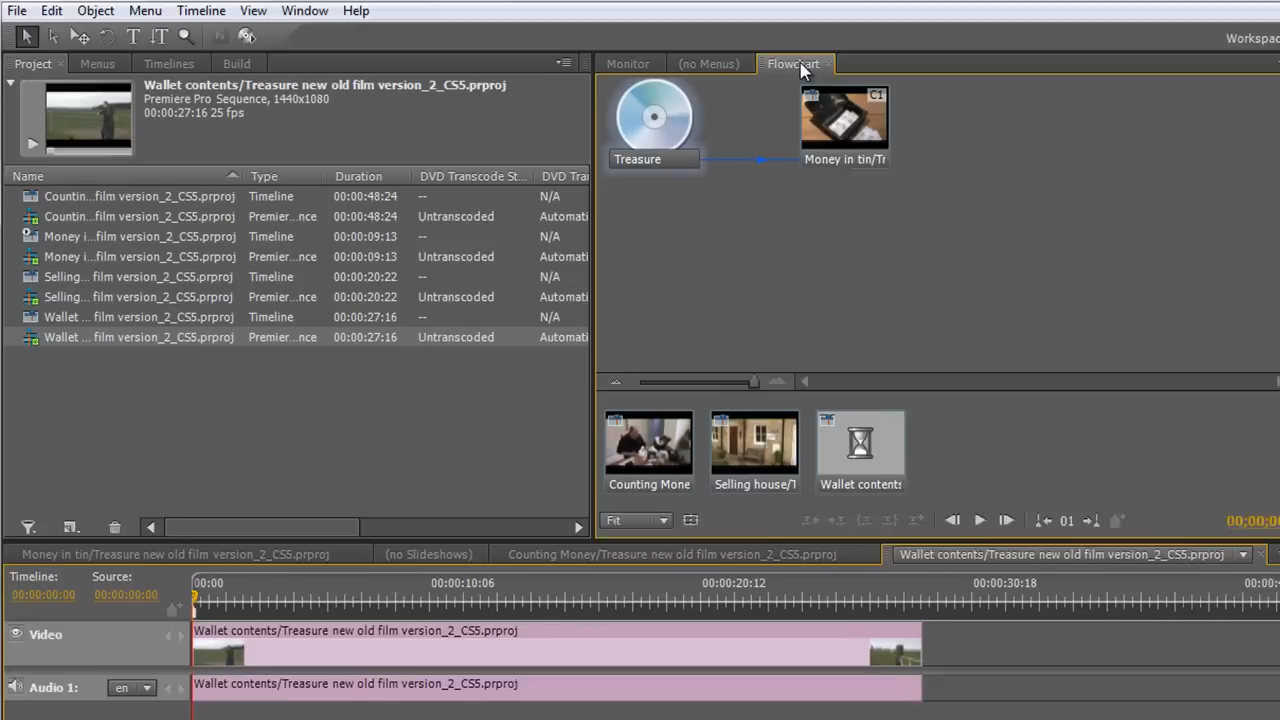 File Edit Object Menu Timeline View Window Help
Workspac
Project Menus Timelines Build
Monitor (no Menus) Flowchart
Wallet contents/Treasure new old film version_2_CS5.prproj
Premiere Pro Sequence, 1440x1080
00:00:27:16 25 fps
C1
Treasure
Money in tin/Tr
Name Type Duration DVD Transcode St... DVD Tra
Countin...film version_2_CS5.prproj Timeline 00:00:48:24 -- N/A
Countin...film version_2_CS5.prproj Premier...nce 00:00:48:24 Untranscoded Automati
Money i...film version_2_CS5.prproj Timeline 00:00:09:13 -- N/A
Money i...film version_2_CS5.prproj Premier...nce 00:00:09:13 Untranscoded Automati
Selling... film version_2_CS5.prproj Timeline 00:00:20:22 -- N/A
Selling... film version_2_CS5.prproj Premier...nce 00:00:20:22 Untranscoded Automati
Wallet ... film version_2_CS5.prproj Timeline 00:00:27:16 -- N/A
Wallet ... film version_2_CS5.prproj Premier...nce 00:00:27:16 Untranscoded Automati
Counting Mone Selling house/T Wallet contents
Fit 01 00;00;0
Money in tin/Treasure new old film version_2_CS5.prproj (no Slideshows) Counting Money/Treasure new old film version_2_CS5.prproj Wallet contents/Treasure new old film version_2_CS5.prproj
Timeline: Source:
00:00:00:00 00:00:00:00
00:00 00:00:10:06 00:00:20:12 00:00:30:18 00:00:4
Video Wallet contents/Treasure new old film version_2_CS5.prproj
Audio 1: en Wallet contents/Treasure new old film version_2_CS5.prproj